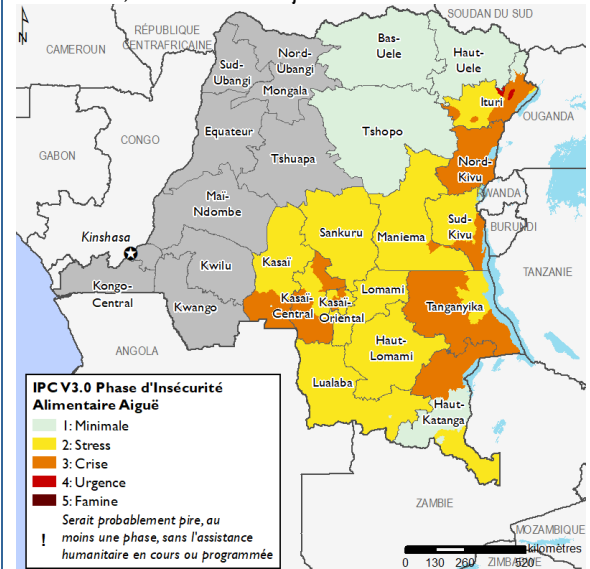 N
SOUDAN DU SUD
RÉPUBLIQUE
CENTRAFRICAINE
CAMEROUN
Bas-
Uele
Haut-
Uele
Nord-
Ubangi
Sud-
Ubangi
Mongala
Ituri
OUGANDA
Equateur
CONGO
Tshopo
GABON
Tshuapa
Nord-
Kivu
RWANDA
Maï-
Ndombe
Sankuru
Maniema
Sud-
Kivu
BURUNDI
Kinshasa
Kwilu
Kasaï
TANZANIE
Kongo-
Central
Kwango
Kasaï-
Central
Kasaï-
Oriental
Lomami
Tanganyika
ANGOLA
Haut-
Lomami
Lualaba
Haut-
Katanga
IPC V3.0 Phase d'Insécurité
Alimentaire Aiguë
1: Minimale
2: Stress
3: Crise
4: Urgence
5: Famine
! Serait probablement pire, au
moins une phase, sans l'assistance
humanitaire en cours ou programmée
ZAMBIE
MOZAMBIQUE
kilomètres
0 130 260 520